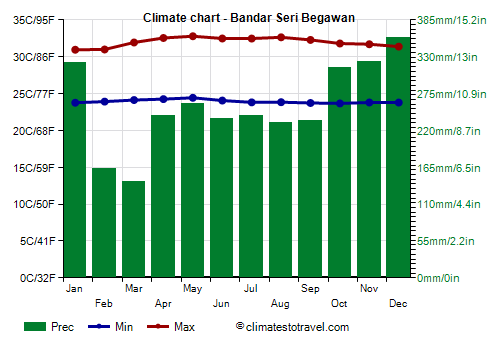 Climate chart - Bandar Seri Begawan
35C/95F
30C/86F
25C/77F
20C/68F
15C/59F
10C/50F
5C/41F
0C/32F
385mm/15.2in
330mm/13in
275mm/10.9in
220mm/8.7in
165mm/6.5in
110mm/4.4in
55mm/2.2in
0mm/0in
Jan
Feb
Mar
Apr
May
Jun
Jul
Aug
Sep
Oct
Nov
Dec
Prec
Min
Max
©climatestotravel.com